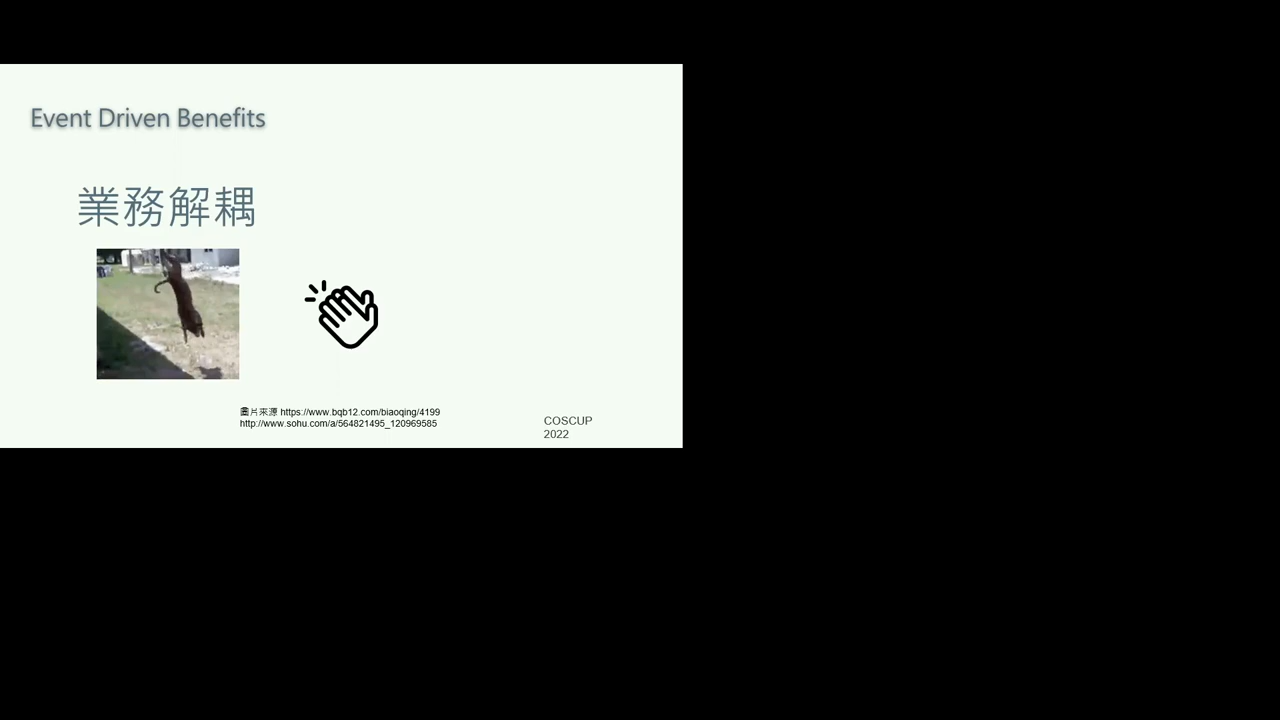 Event Driven Benefits
業務解耦
圖片來源 https://www.bqb12.com/biaoqing/4199
http://www.sohu.com/a/564821495_120969585
COSCUP
2022